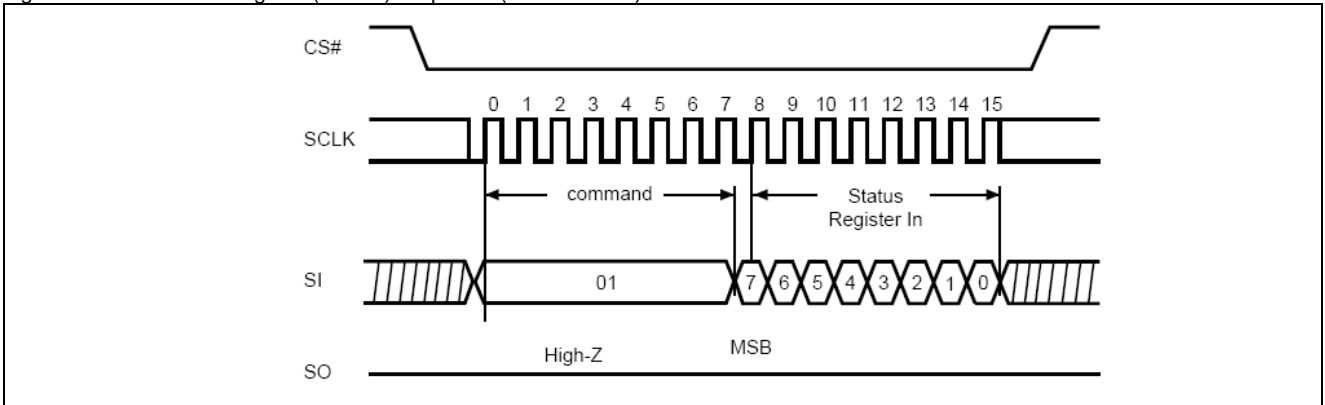 CS#
0 1 2 3 4 5 6 7 8 9 10 11 12 13 14 15
SCLK
command
Status
Register In
SI
01
7 6 5 4 3 2 1 0
High-Z
MSB
SO